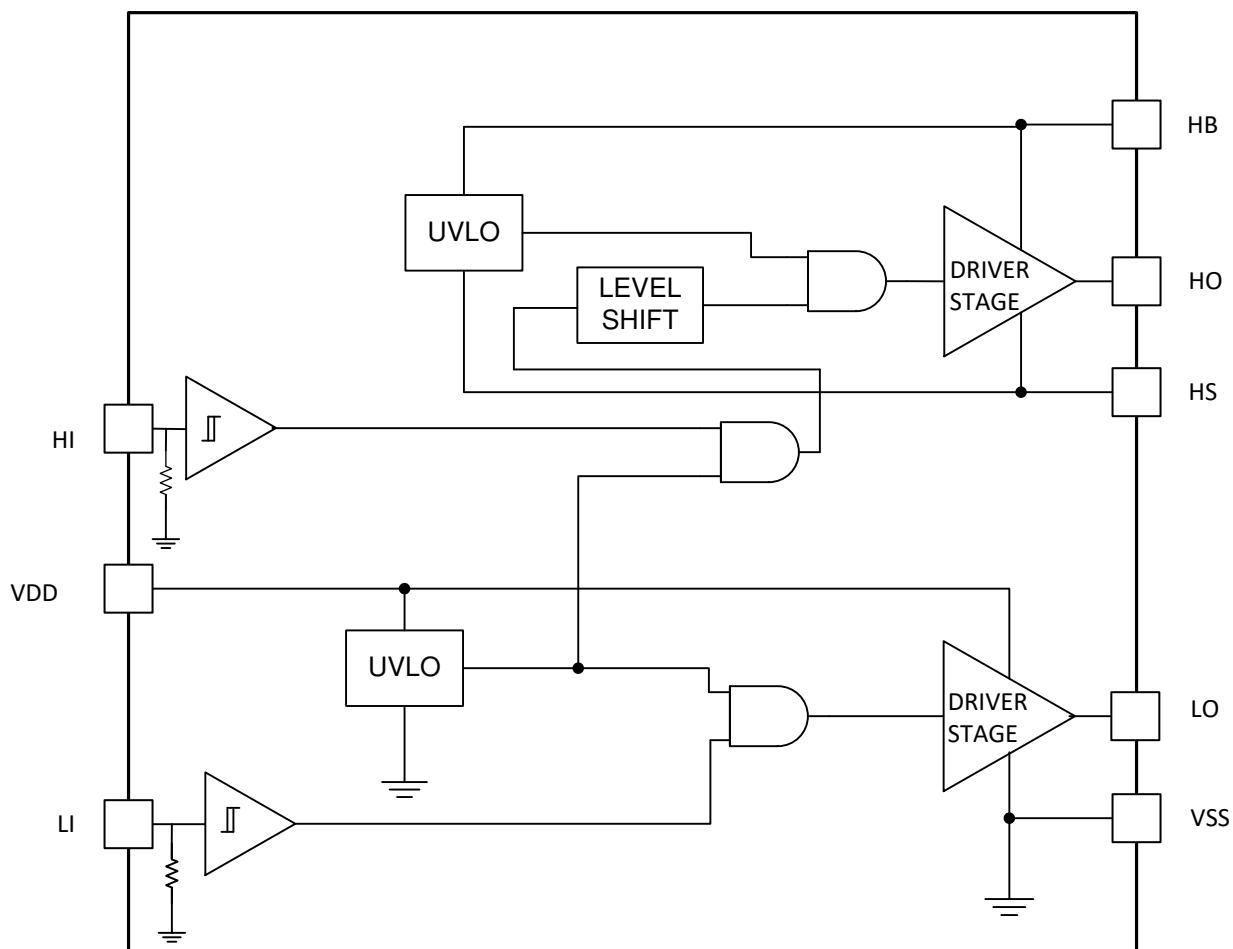 HB
UVLO
DRIVER
STAGE
HO
LEVEL
SHIFT
HS
HI
VDD
UVLO
DRIVER
STAGE
LO
LI
VSS